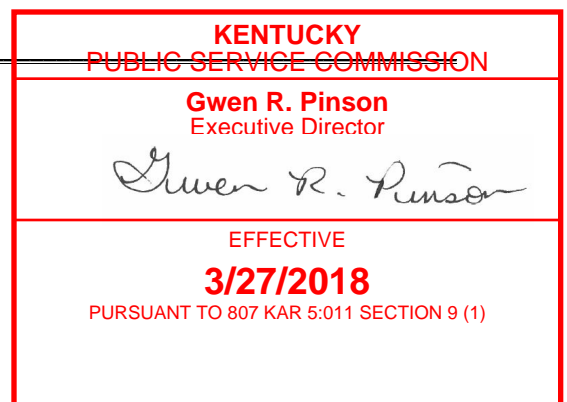 KENTUCKY
PUBLIC SERVICE COMMISSION
Gwen R. Pinson
Executive Director
Gwen R. Pinson
EFFECTIVE
3/27/2018
PURSUANT TO 807 KAR 5:011 SECTION 9 (1)